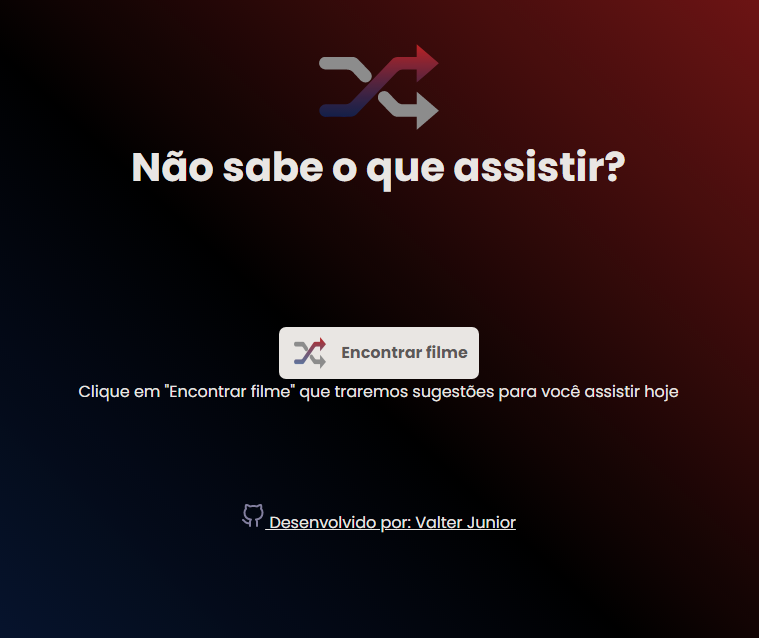 Não sabe o que assistir?
Encontrar filme
Clique em "Encontrar filme" que traremos sugestões para você assistir hoje
Desenvolvido por: Valter Junior